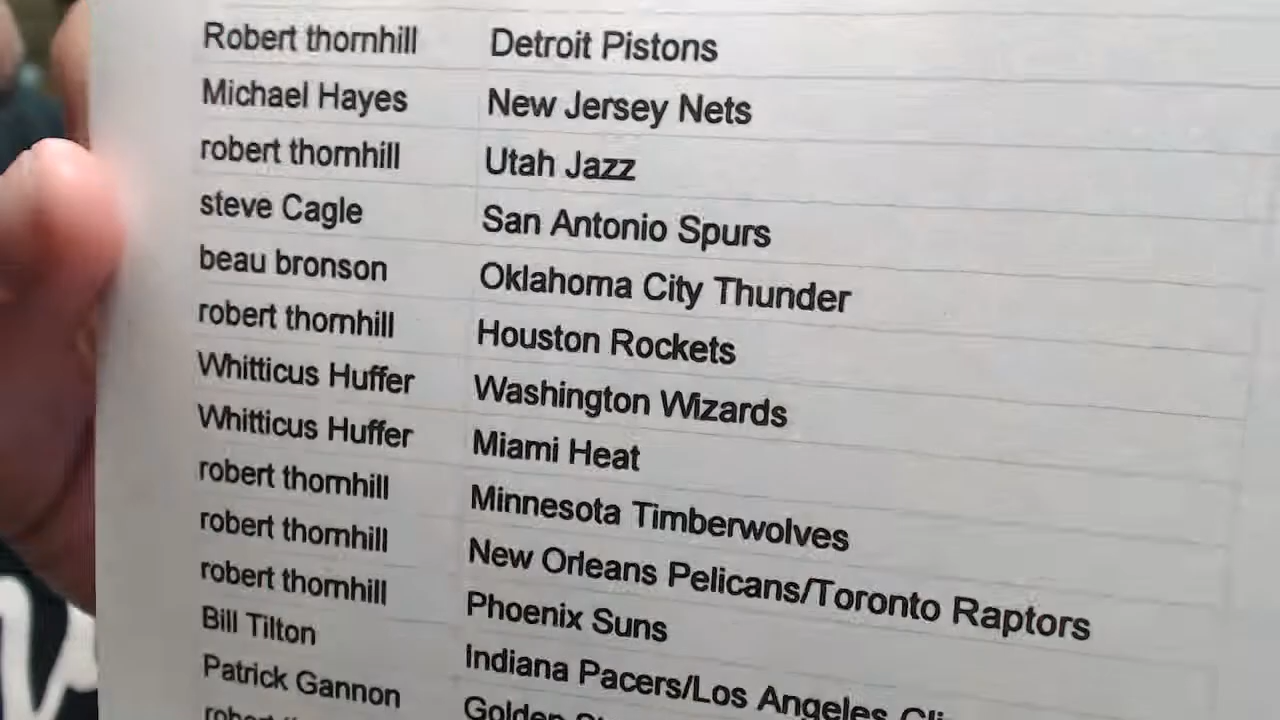 Robert thornhill Detroit Pistons
Michael Hayes New Jersey Nets
robert thornhill Utah Jazz
steve Cagle San Antonio Spurs
beau bronson Oklahoma City Thunder
robert thornhill Houston Rockets
Whitticus Huffer Washington Wizards
Whitticus Huffer Miami Heat
robert thornhill Minnesota Timberwolves
robert thornhill New Orleans Pelicans/Toronto Raptors
robert thornhill Phoenix Suns
Bill Tilton Indiana Pacers/Los Angeles
Patrick Gannon Golden